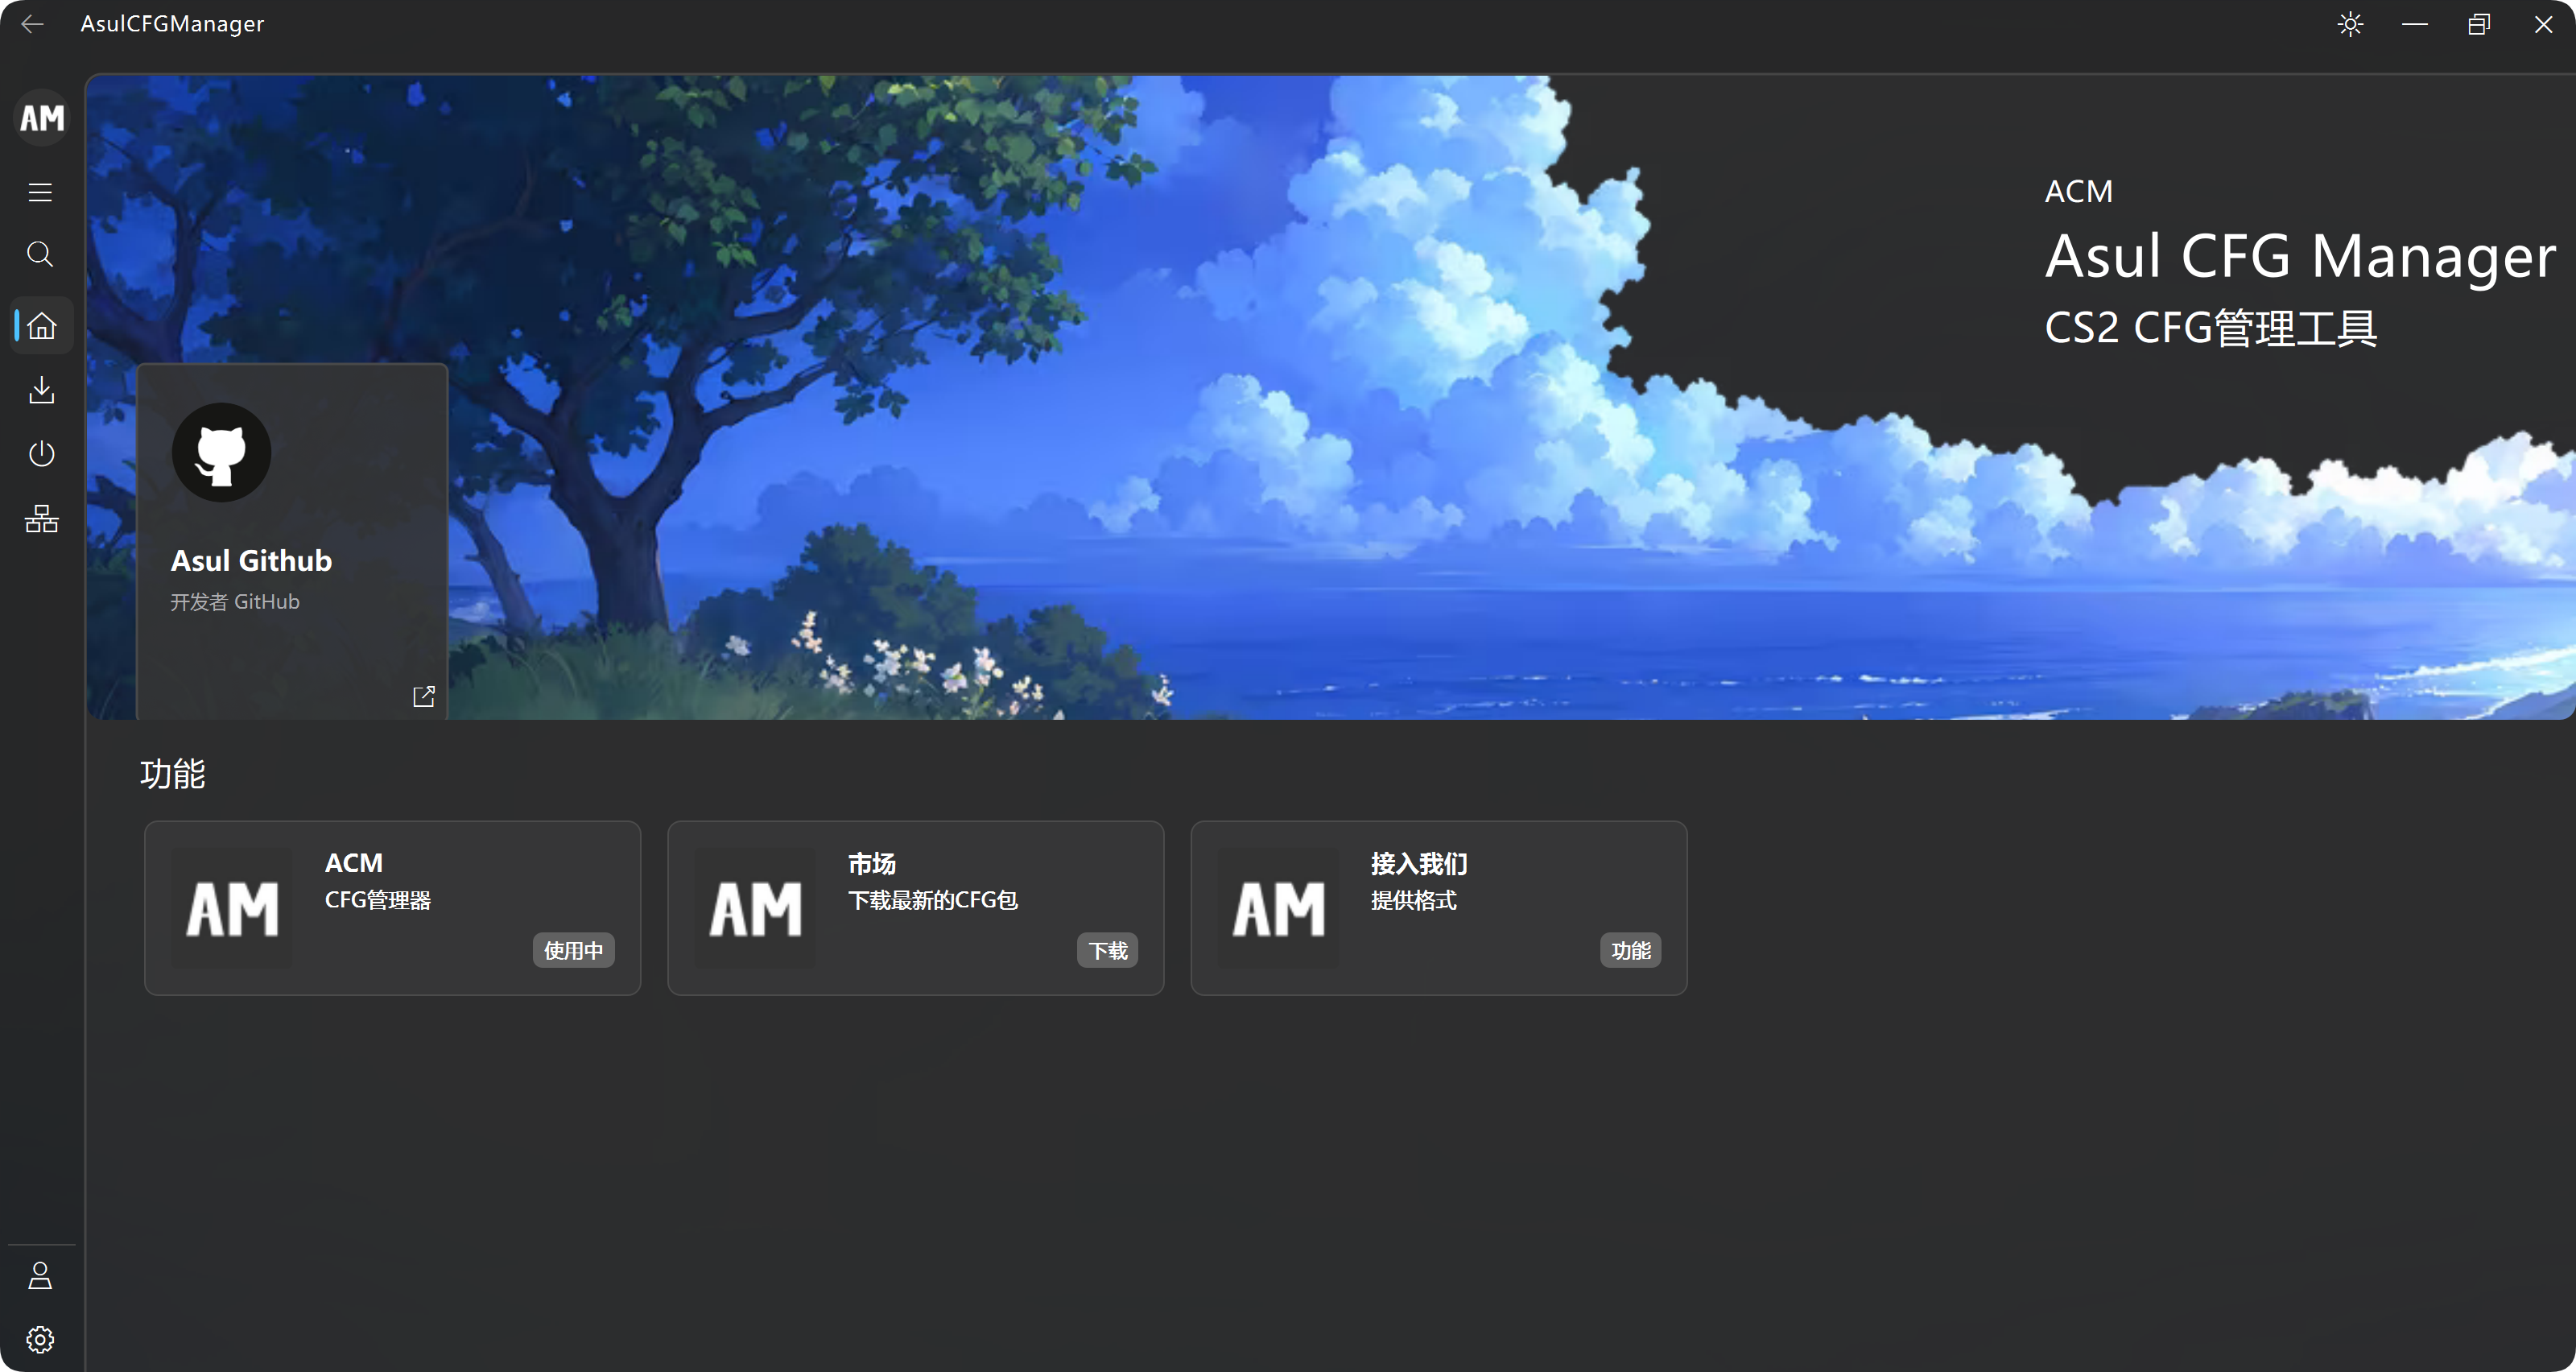 AsulCFGManager
AM
ACM
Asul CFG Manager
CS2 CFG管理工具
Asul Github
开发者 GitHub
功能
AM
ACM
CFG管理器
使用中
AM
市场
下载最新的CFG包
下载
AM
接入我们
提供格式
功能